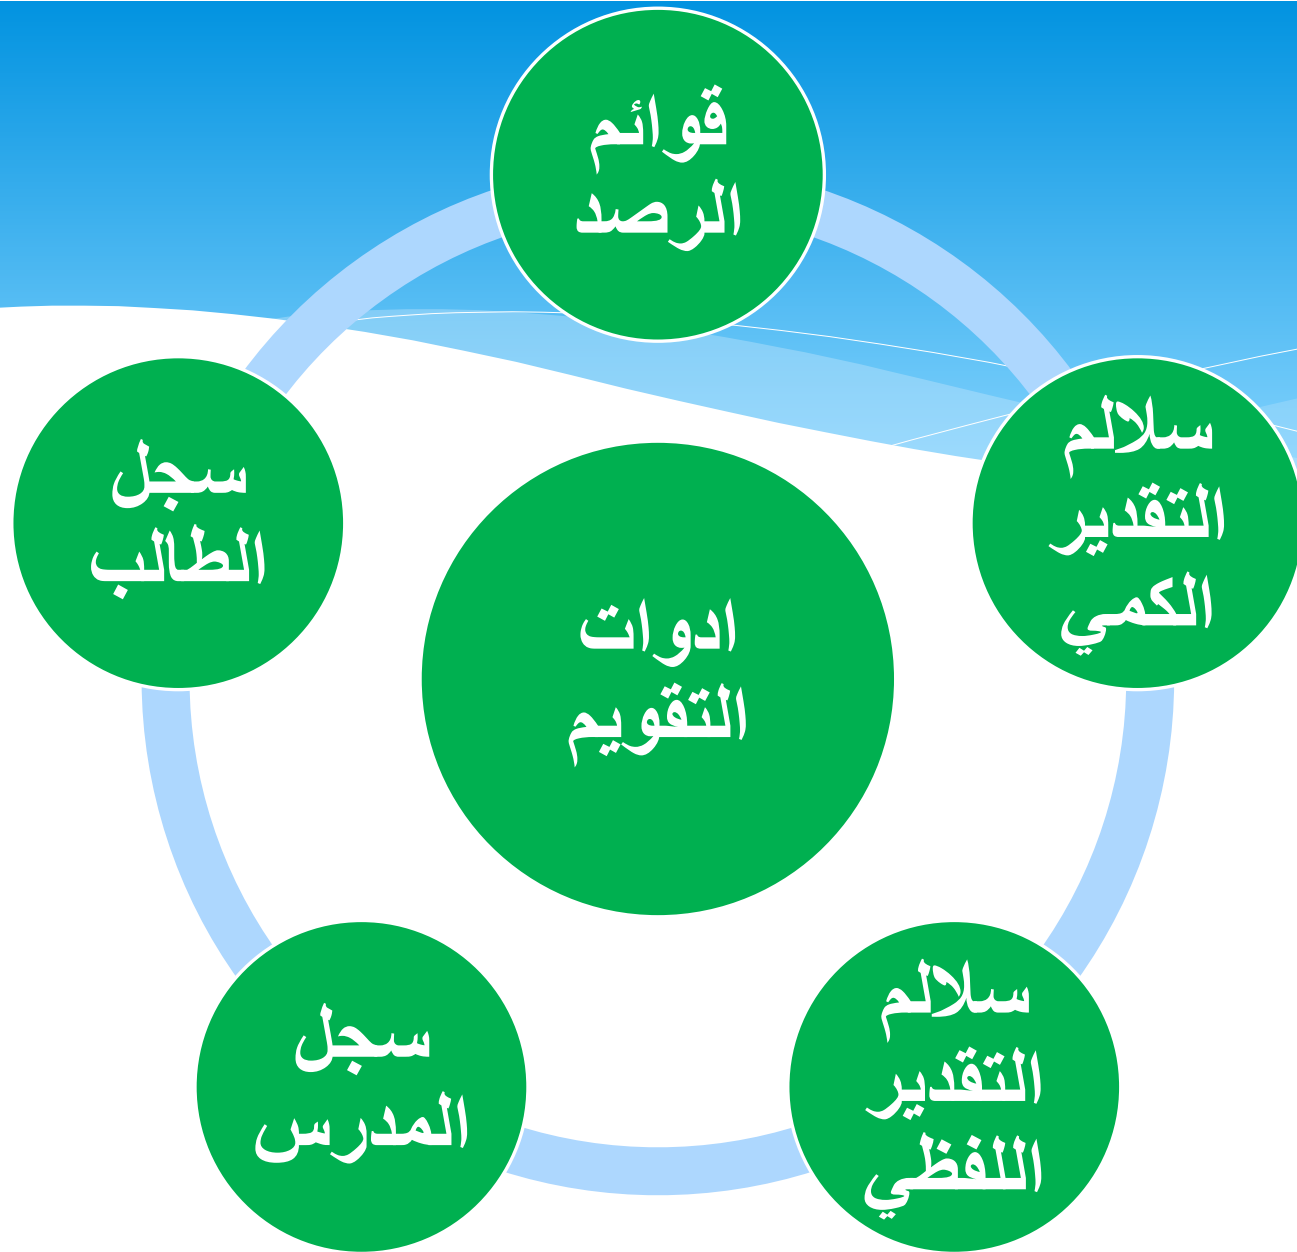 قوائم
الرصد
سلالم
التقدير
الكمي
سلالم
التقدير
اللفظي
سجل
المدرس
سجل
الطالب
ادوات
التقويم